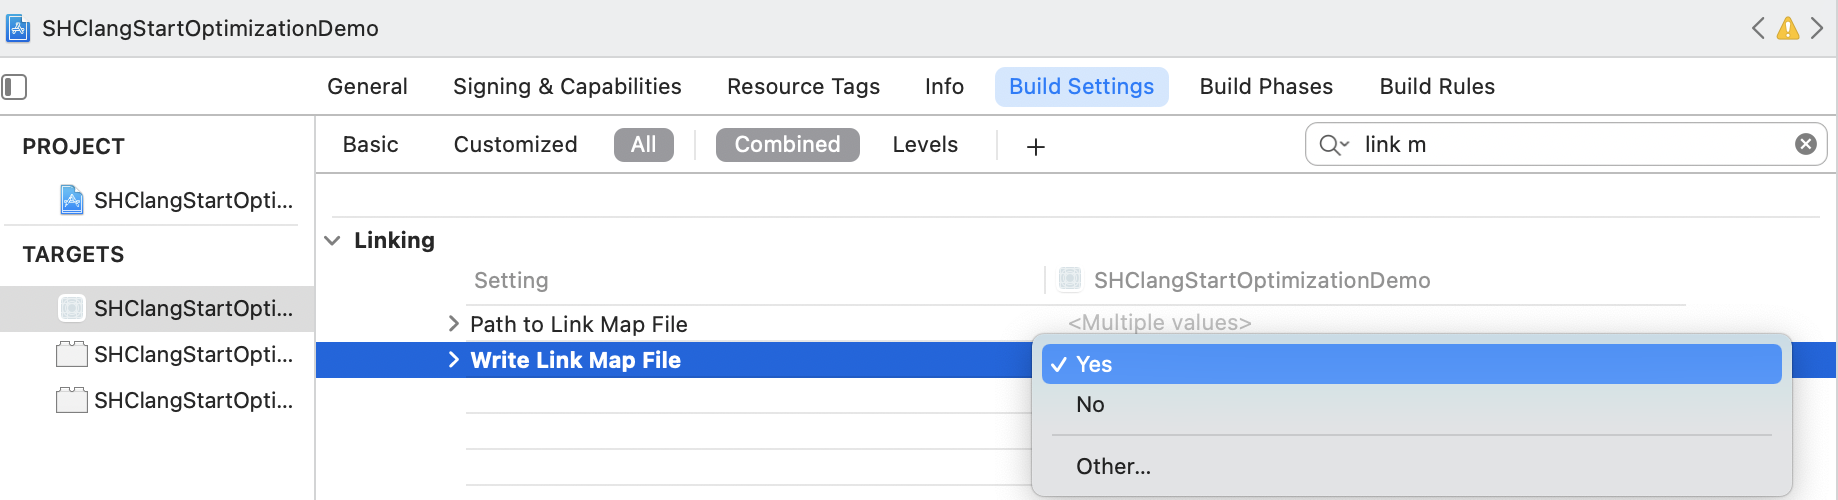 SHClangStartOptimizationDemo
General Signing & Capabilities Resource Tags Info Build Settings Build Phases Build Rules
PROJECT
SHClangStartOpti...
TARGETS
SHClangStartOpti...
SHClangStartOpti...
SHClangStartOpti...
Basic Customized All Combined Levels + link m
Linking
Setting SHClangStartOptimizationDemo
Path to Link Map File <Multiple values>
Write Link Map File
Yes
No
Other...